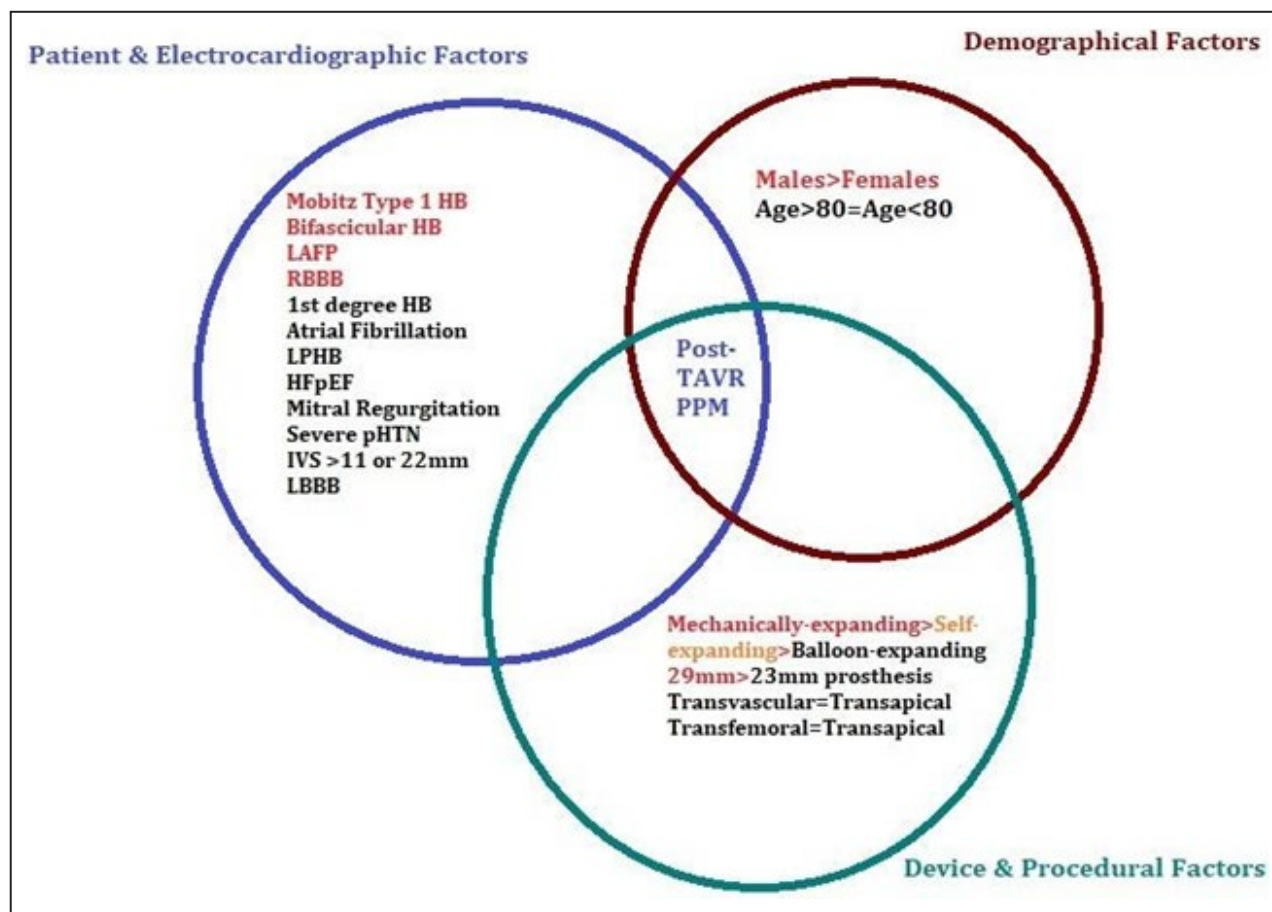 Patient & Electrocardiographic Factors
Demographical Factors
Mobitz Type 1 HB
Bifascicular HB
LAFP
RBBB
1st degree HB
Atrial Fibrillation
LPHB
HFpEF
Mitral Regurgitation
Severe pHTN
IVS >11 or 22mm
LBBB
Males>Females
Age>80=Age<80
Post-
TAVR
PPM
Mechanically-expanding>Self-
expanding>Balloon-expanding
29mm>23mm prosthesis
Transvascular=Transapical
Transfemoral=Transapical
Device & Procedural Factors